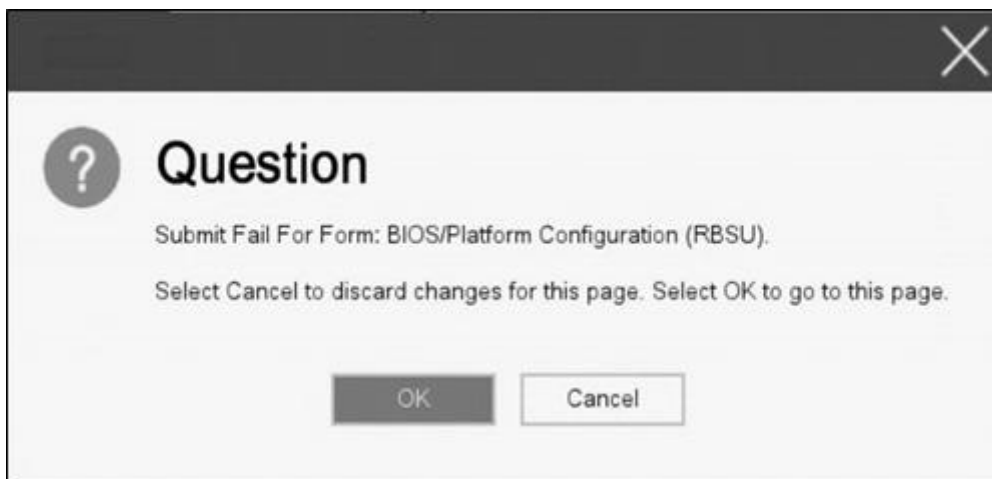 Question
Submit Fail For Form: BIOS/Platform Configuration (RBSU).
Select Cancel to discard changes for this page. Select OK to go to this page.
OK
Cancel